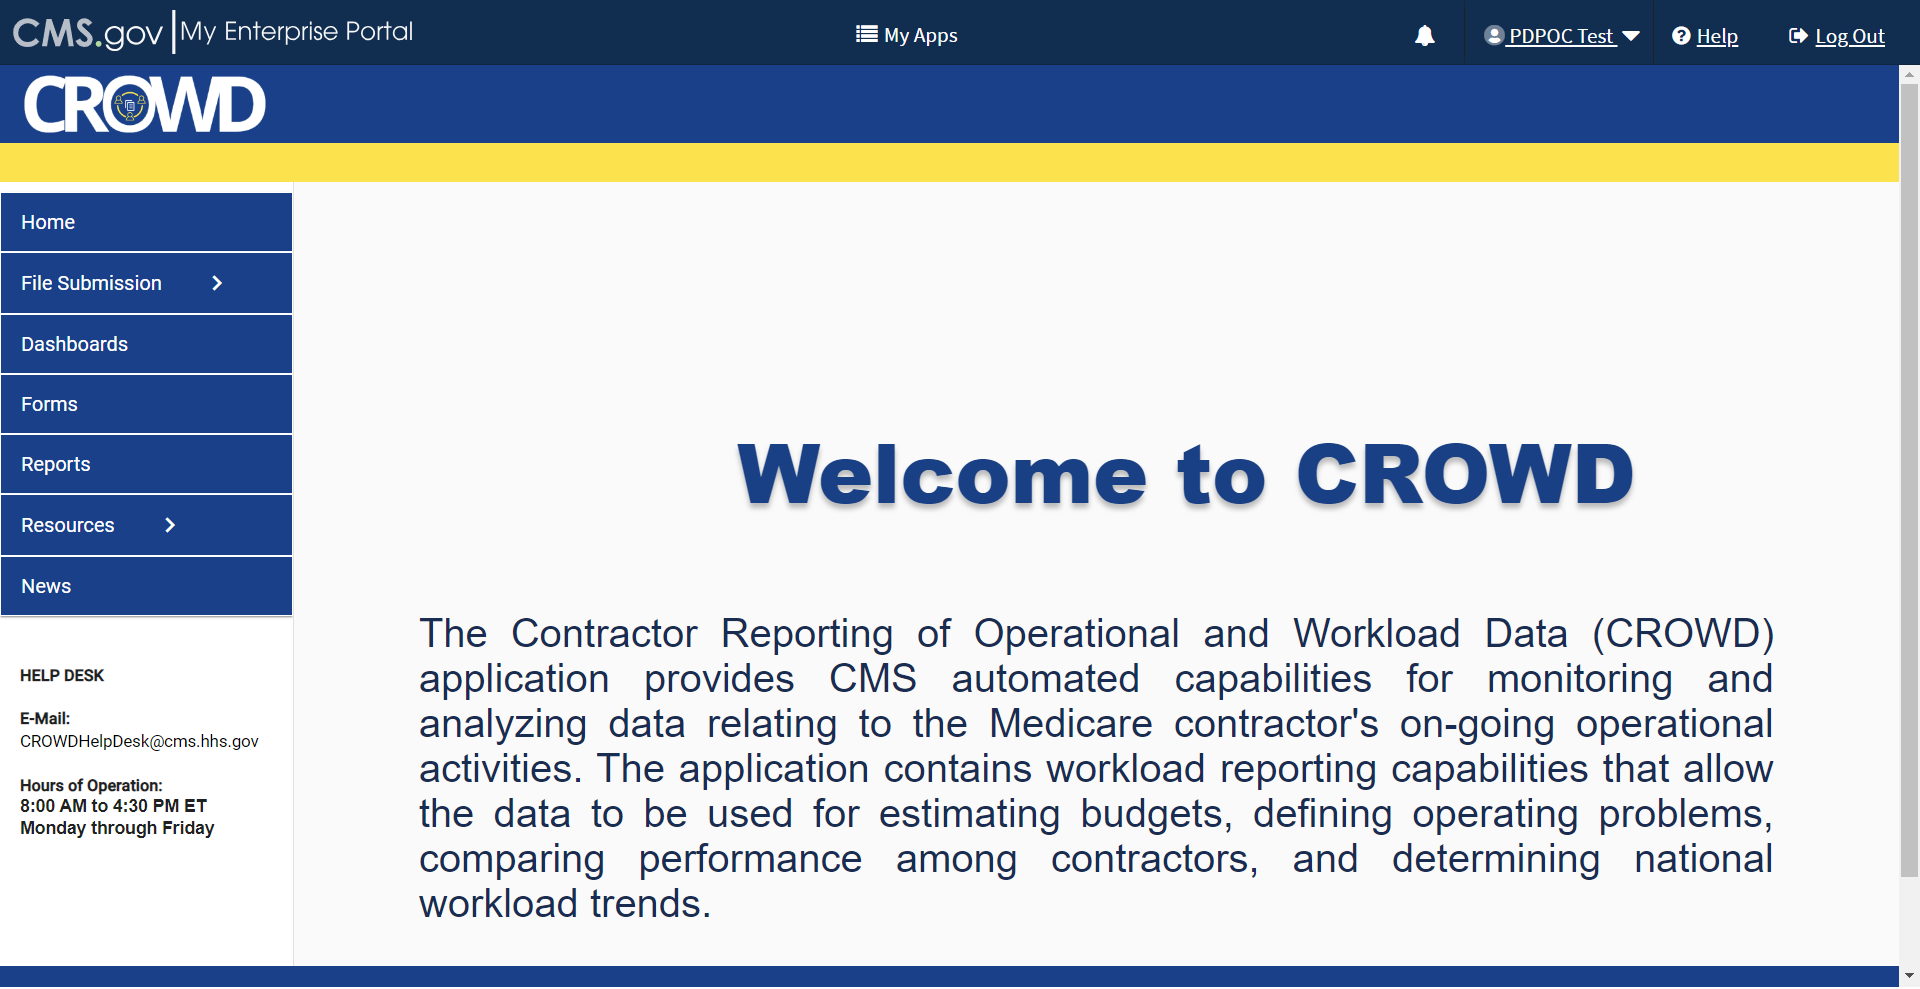 CMS.gov My Enterprise Portal
My Apps
PDPOC Test
Help
Log Out
CROWD
Home
File Submission
Dashboards
Forms
Reports
Resources
News
HELP DESK
E-Mail:
CROWDHelpDesk@cms.hhs.gov
Hours of Operation:
8:00 AM to 4:30 PM ET
Monday through Friday
Welcome to CROWD
The Contractor Reporting of Operational and Workload Data (CROWD)
application provides CMS automated capabilities for monitoring and
analyzing data relating to the Medicare contractor's on-going operational
activities. The application contains workload reporting capabilities that allow
the data to be used for estimating budgets, defining operating problems,
comparing performance among contractors, and determining national
workload trends.